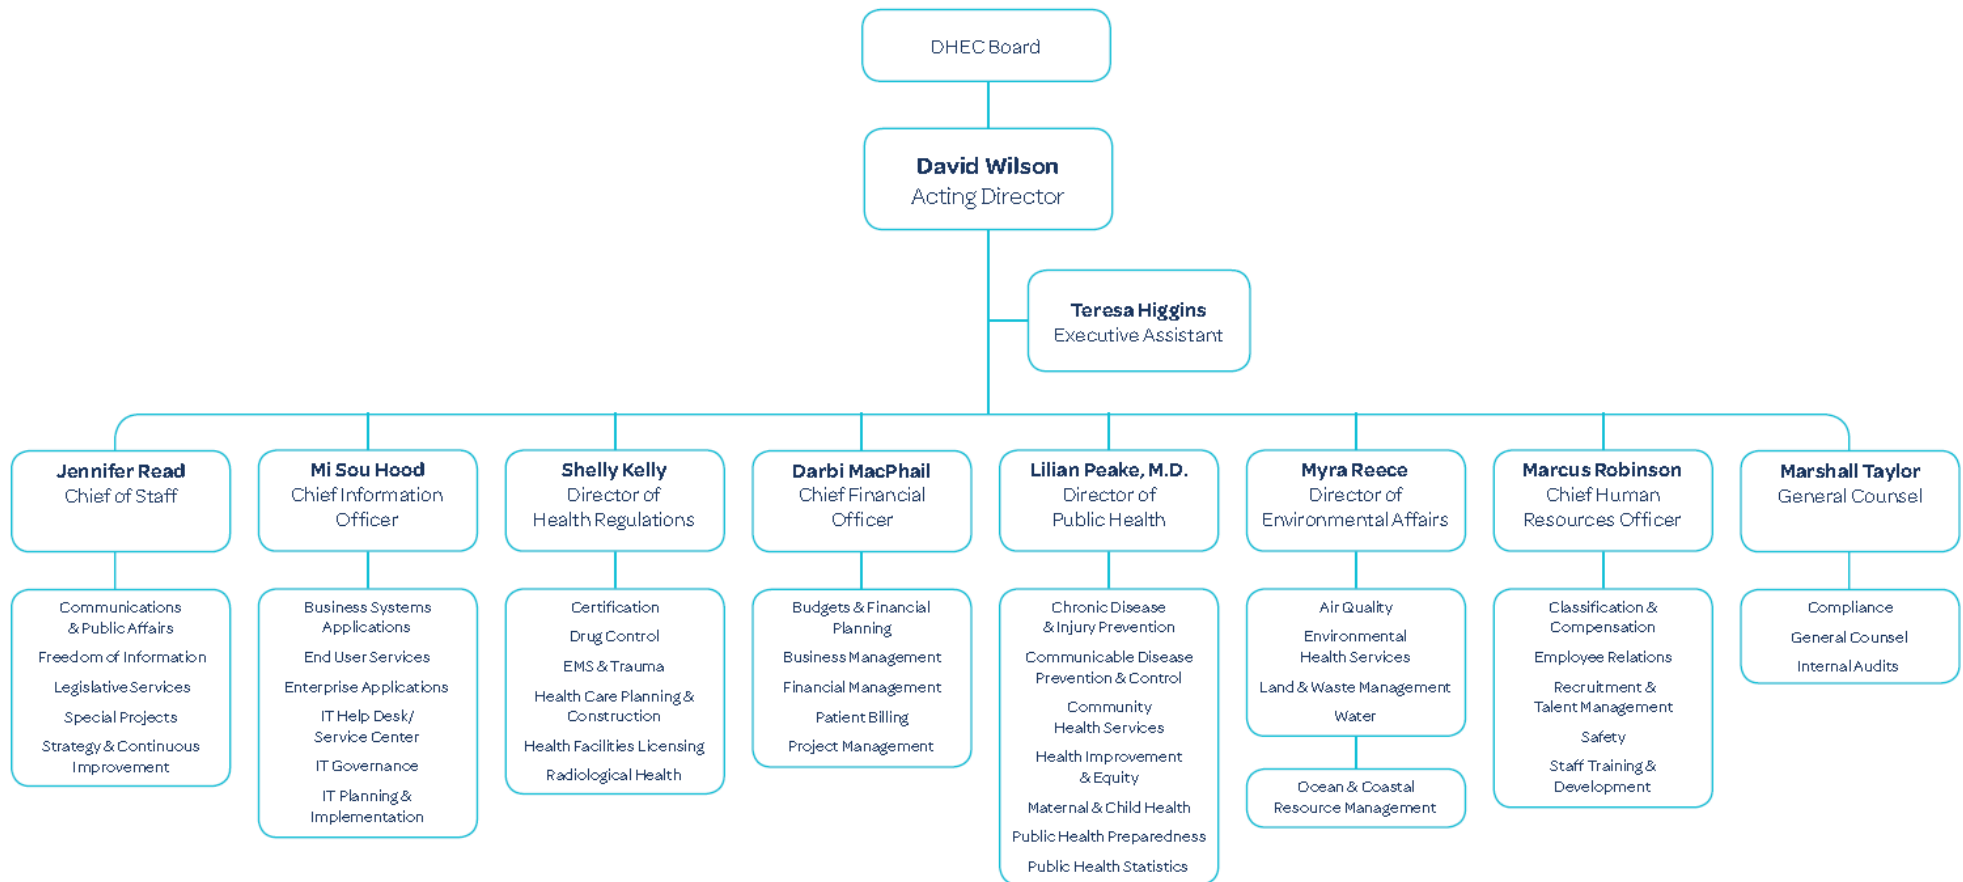 DHEC Board
David Wilson
Acting Director
Teresa Higgins
Executive Assistant
Jennifer Read
Chief of Staff
Communications
& Public Affairs
Freedom of Information
Legislative Services
Special Projects
Strategy & Continuous
Improvement
Mi Sou Hood
Chief Information
Officer
Business Systems
Applications
End User Services
Enterprise Applications
IT Help Desk/
Service Center
IT Governance
IT Planning &
Implementation
Shelly Kelly
Director of
Health Regulations
Certification
Drug Control
EMS & Trauma
Health Care Planning &
Construction
Health Facilities Licensing
Radiological Health
Darbi MacPhail
Chief Financial
Officer
Budgets & Financial
Planning
Business Management
Financial Management
Patient Billing
Project Management
Lilian Peake, M.D.
Director of
Public Health
Chronic Disease
& Injury Prevention
Communicable Disease
Prevention & Control
Community
Health Services
Health Improvement
& Equity
Maternal & Child Health
Public Health Preparedness
Public Health Statistics
Myra Reece
Director of
Environmental Affairs
Air Quality
Environmental
Health Services
Land & Waste Management
Water
Ocean & Coastal
Resource Management
Marcus Robinson
Chief Human
Resources Officer
Classification &
Compensation
Employee Relations
Recruitment &
Talent Management
Safety
Staff Training &
Development
Marshall Taylor
General Counsel
Compliance
General Counsel
Internal Audits